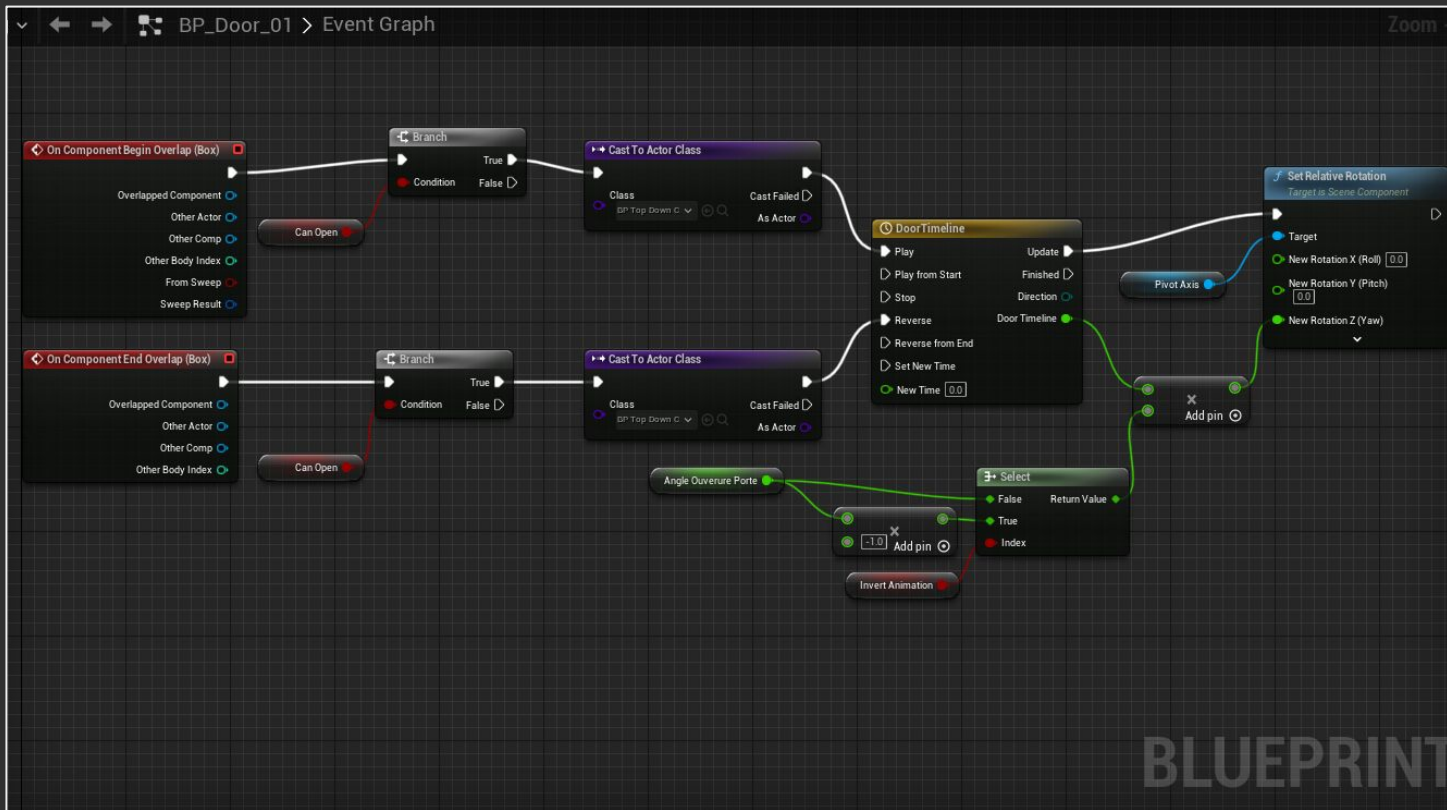 BP_Door_01 > Event Graph
Zoom
On Component Begin Overlap (Box)
Overlapped Component
Other Actor
Other Comp
Other Body Index
From Sweep
Sweep Result
Branch
True
Condition
False
Can Open
Cast To Actor Class
Class
Cast Failed
BP Top Down C
As Actor
DoorTimeline
Play
Update
Play from Start
Finished
Stop
Direction
Reverse
Door Timeline
Reverse from End
Set New Time
New Time 0.0
Set Relative Rotation
Target is Scene Component
Target
New Rotation X (Roll) 0.0
New Rotation Y (Pitch)
0.0
New Rotation Z (Yaw)
Pivot Axis
Add pin
On Component End Overlap (Box)
Overlapped Component
Other Actor
Other Comp
Other Body Index
Branch
True
Condition
False
Can Open
Cast To Actor Class
Class
Cast Failed
BP Top Down C
As Actor
Angle Ouverure Porte
-1.0 Add pin
Select
False
Return Value
True
Index
Invert Animation
BLUEPRINT